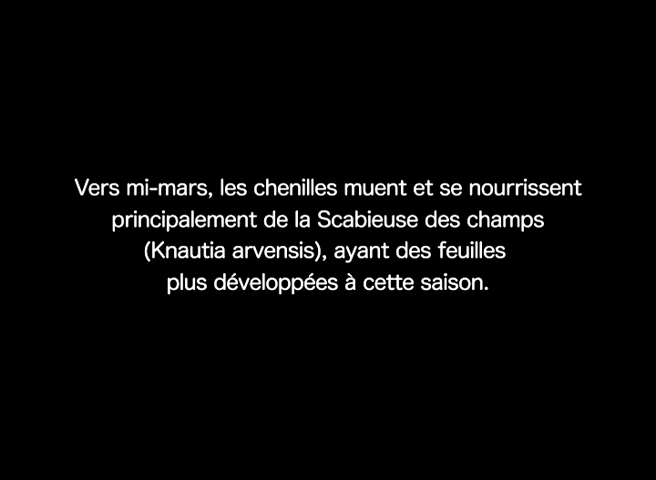 Vers mi-mars, les chenilles muent et se nourrissent
principalement de la Scabieuse des champs
(Knautia arvensis), ayant des feuilles
plus développées à cette saison.